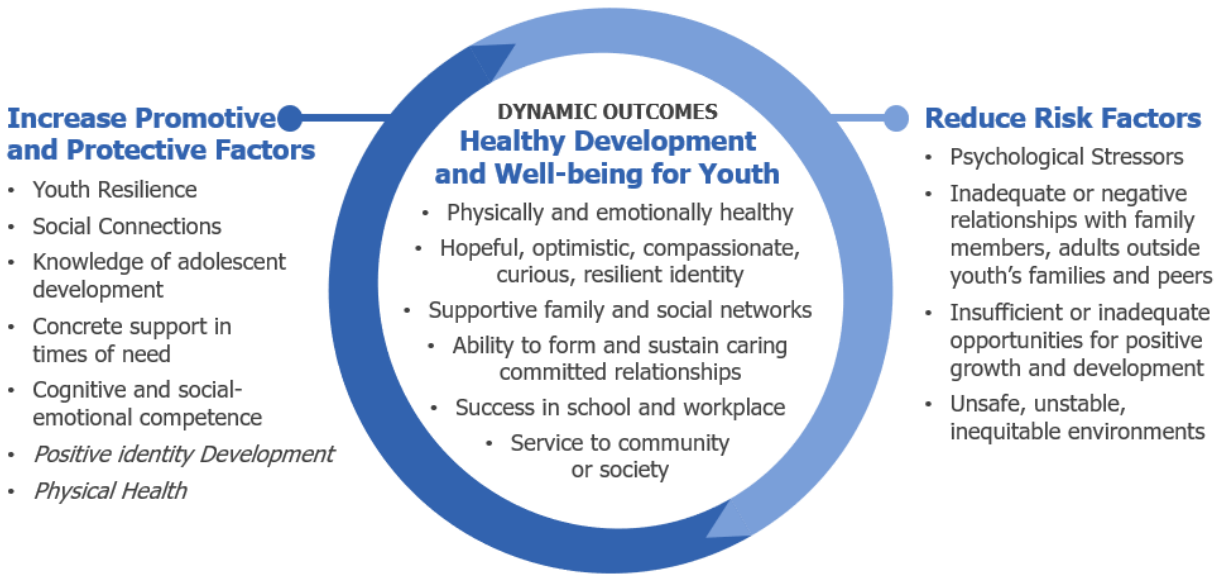 Increase Promotive
and Protective Factors
• Youth Resilience
• Social Connections
• Knowledge of adolescent
development
• Concrete support in
times of need
• Cognitive and social-
emotional competence
• Positive identity Development
• Physical Health
DYNAMIC OUTCOMES
Healthy Development
and Well-being for Youth
• Physically and emotionally healthy
• Hopeful, optimistic, compassionate,
curious, resilient identity
• Supportive family and social networks
• Ability to form and sustain caring
committed relationships
• Success in school and workplace
• Service to community
or society
Reduce Risk Factors
• Psychological Stressors
• Inadequate or negative
relationships with family
members, adults outside
youth’s families and peers
• Insufficient or inadequate
opportunities for positive
growth and development
• Unsafe, unstable,
inequitable environments